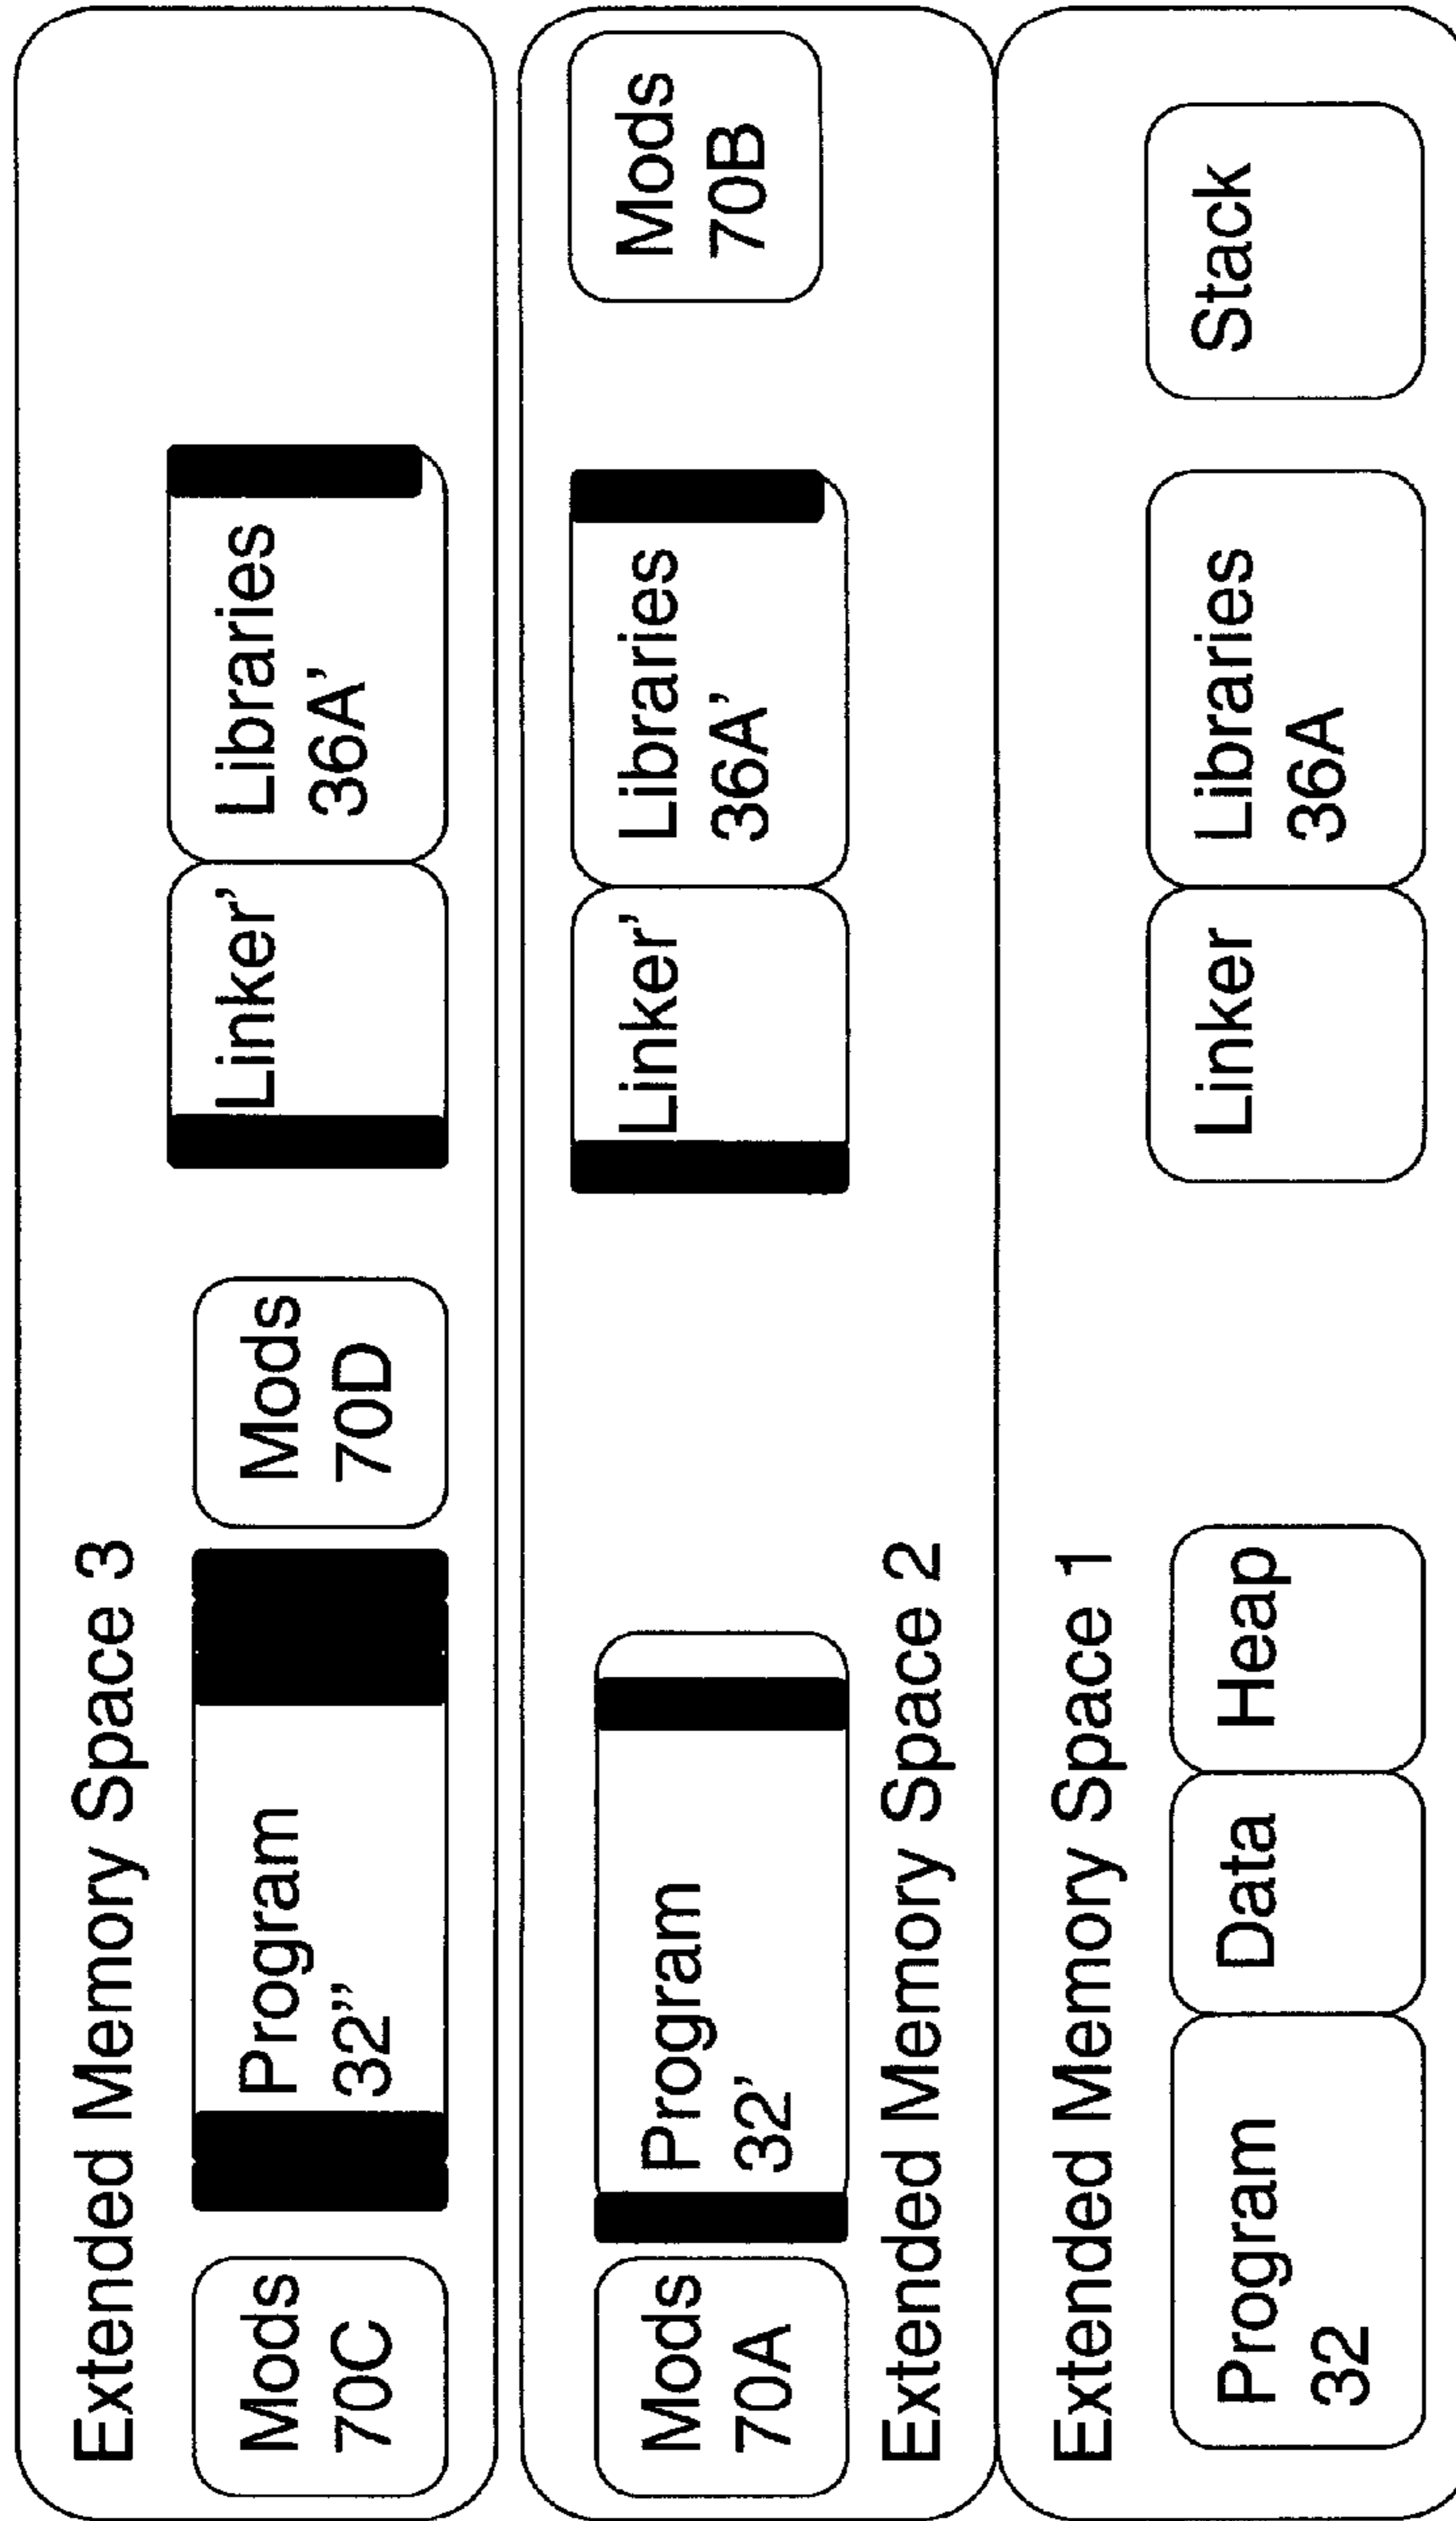 Extended Memory Space 3
Mods
70C
Program
32”
Mods
70D
Linker’
Libraries
36A’
Mods
70A
Program
32’
Linker’
Libraries
36A’
Mods
70B
Extended Memory Space 2
Extended Memory Space 1
Program
32
Data
Heap
Linker
Libraries
36A
Stack